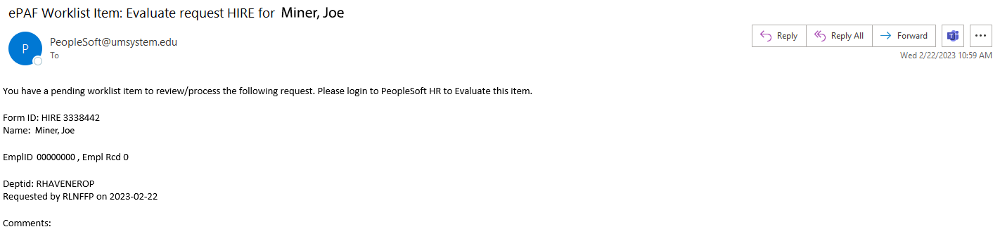 ePAF Worklist Item: Evaluate request HIRE for Miner, Joe
P
PeopleSoft@umsystem.edu
To
Reply
Reply All
Forward
Wed 2/22/2023 10:59 AM
You have a pending worklist item to review/process the following request. Please login to PeopleSoft HR to Evaluate this item.
Form ID: HIRE 3338442
Name: Miner, Joe
EmplID 00000000 , Empl Rcd 0
Deptid: RHAVENEROP
Requested by RLNFFP on 2023-02-22
Comments: